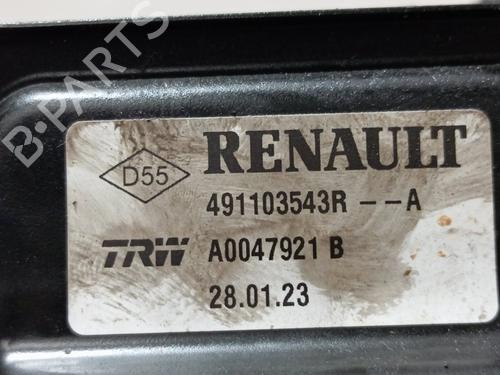 B-PARTS
D55
RENAULT
491103543R --A
TRW A0047921 B
28.01.23